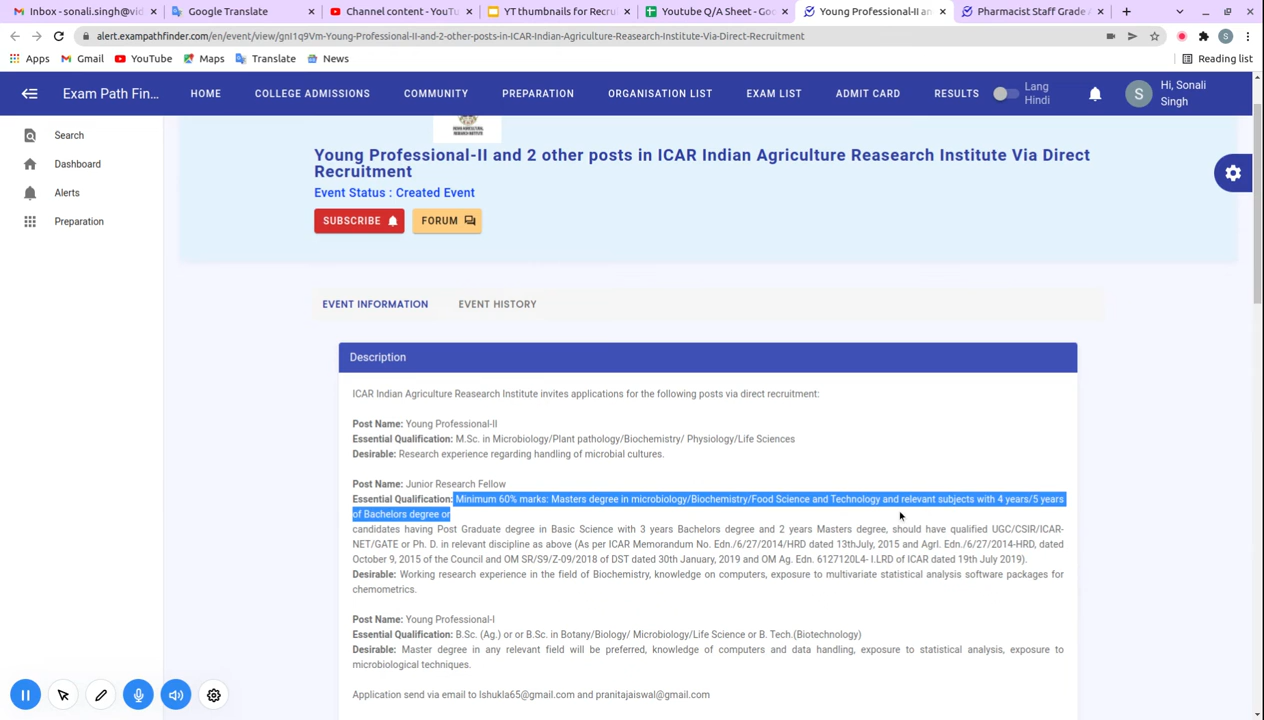 Inbox - sonali.singh@vid
Google Translate
Channel content - YouTu
YT thumbnails for Recru
Youtube Q/A Sheet - Goo
Young Professional-II an
Pharmacist Staff Grade
alert.exampathfinder.com/en/event/view/gnI1q9Vm-Young-Professional-II-and-2-other-posts-in-ICAR-Indian-Agriculture-Reasearch-Institute-Via-Direct-Recruitment
S
Apps Gmail YouTube Maps Translate News Reading list
Exam Path Fin... HOME COLLEGE ADMISSIONS COMMUNITY PREPARATION ORGANISATION LIST EXAM LIST ADMIT CARD RESULTS Lang Hindi S Hi, Sonali Singh
Search
Dashboard
Alerts
Preparation
Young Professional-II and 2 other posts in ICAR Indian Agriculture Reasearch Institute Via Direct
Recruitment
Event Status : Created Event
SUBSCRIBE FORUM
EVENT INFORMATION EVENT HISTORY
Description
ICAR Indian Agriculture Reasearch Institute invites applications for the following posts via direct recruitment:
Post Name: Young Professional-II
Essential Qualification: M.Sc. in Microbiology/Plant pathology/Biochemistry/ Physiology/Life Sciences
Desirable: Research experience regarding handling of microbial cultures.
Post Name: Junior Research Fellow
Essential Qualification: Minimum 60% marks: Masters degree in microbiology/Biochemistry/Food Science and Technology and relevant subjects with 4 years/5 years
of Bachelors degree or
candidates having Post Graduate degree in Basic Science with 3 years Bachelors degree and 2 years Masters degree, should have qualified UGC/CSIR/ICAR-
NET/GATE or Ph. D. in relevant discipline as above (As per ICAR Memorandum No. Edn./6/27/2014/HRD dated 13thJuly, 2015 and Agrl. Edn./6/27/2014-HRD, dated
October 9, 2015 of the Council and OM SR/S9/Z-09/2018 of DST dated 30th January, 2019 and OM Ag. Edn. 6127120L4- I.LRD of ICAR dated 19th July 2019).
Desirable: Working research experience in the field of Biochemistry, knowledge on computers, exposure to multivariate statistical analysis software packages for
chemometrics.
Post Name: Young Professional-I
Essential Qualification: B.Sc. (Ag.) or or B.Sc. in Botany/Biology/ Microbiology/Life Science or B. Tech.(Biotechnology)
Desirable: Master degree in any relevant field will be preferred, knowledge of computers and data handling, exposure to statistical analysis, exposure to
microbiological techniques.
Application send via email to lshukla65@gmail.com and pranitajaiswal@gmail.com